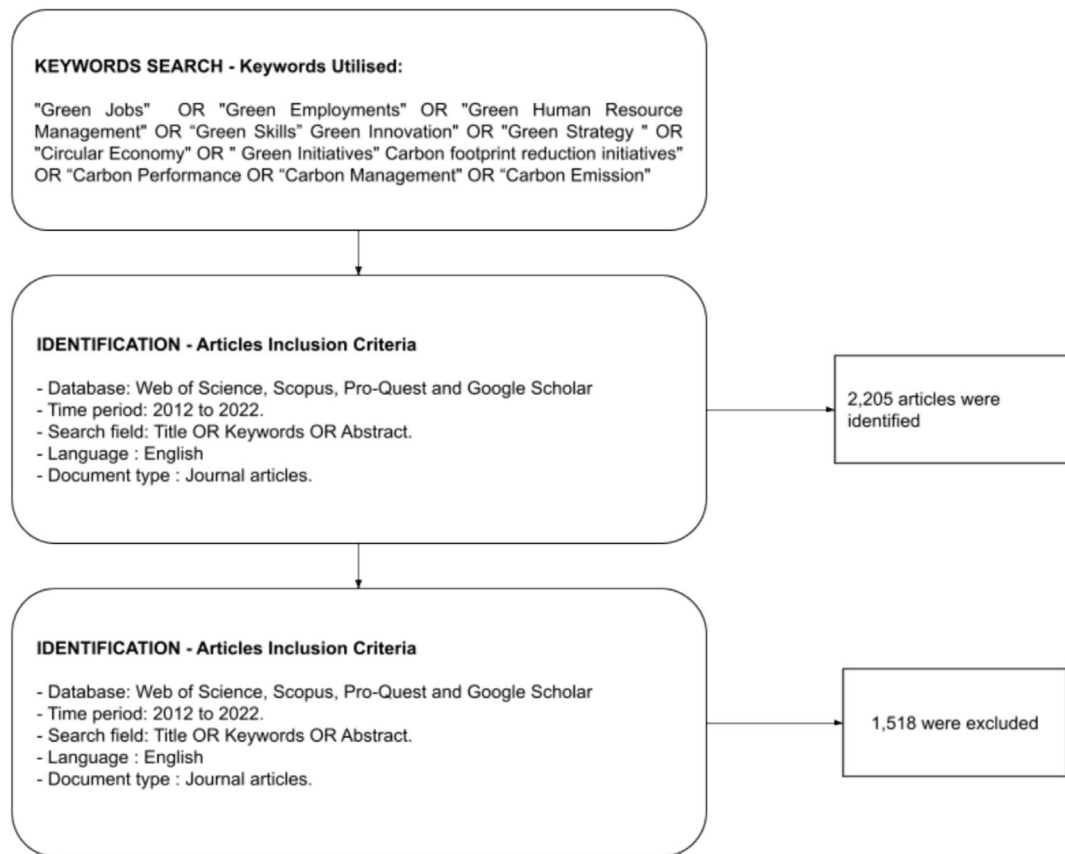 KEYWORDS SEARCH - Keywords Utilised:
"Green Jobs" OR "Green Employments" OR "Green Human Resource
Management" OR “Green Skills” Green Innovation" OR "Green Strategy " OR
"Circular Economy" OR " Green Initiatives" Carbon footprint reduction initiatives"
OR “Carbon Performance OR “Carbon Management" OR “Carbon Emission"
IDENTIFICATION - Articles Inclusion Criteria
- Database: Web of Science, Scopus, Pro-Quest and Google Scholar
- Time period: 2012 to 2022.
- Search field: Title OR Keywords OR Abstract.
- Language : English
- Document type : Journal articles.
2,205 articles were
identified
IDENTIFICATION - Articles Inclusion Criteria
- Database: Web of Science, Scopus, Pro-Quest and Google Scholar
- Time period: 2012 to 2022.
- Search field: Title OR Keywords OR Abstract.
- Language : English
- Document type : Journal articles.
1,518 were excluded